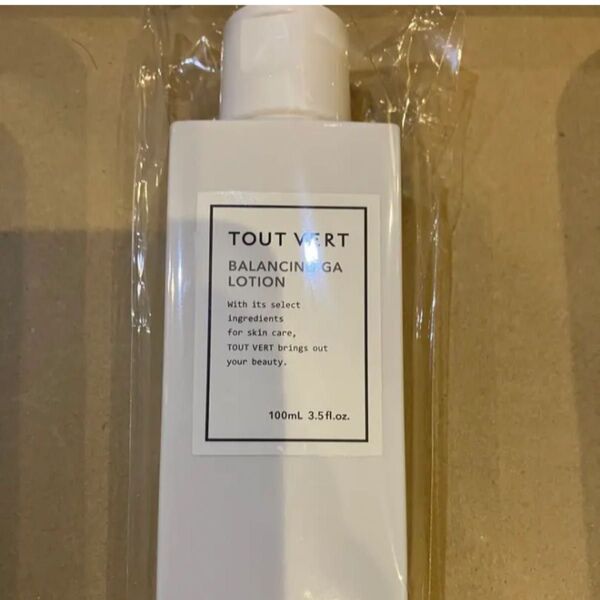 TOUT VERT
BALANCING GA
LOTION
With its select
ingredients
for skin care,
TOUT VERT brings out
your beauty.
100mL 3.5fl.oz.